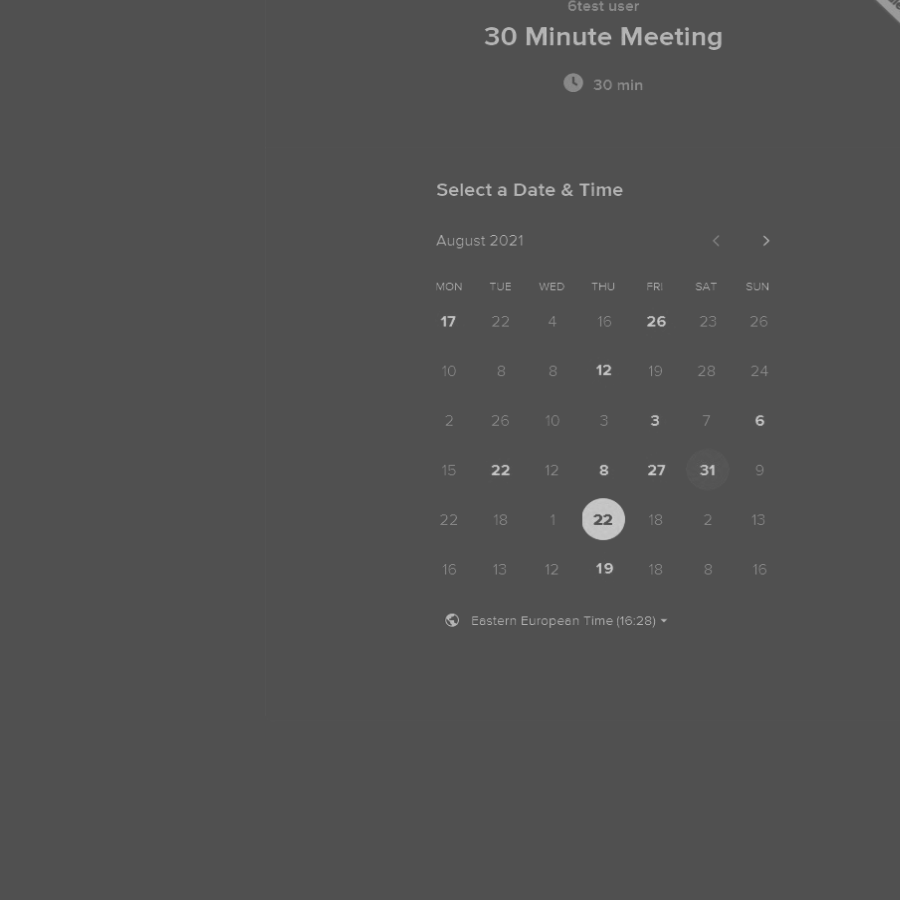 6test user
30 Minute Meeting
30 min
Select a Date & Time
August 2021
MON TUE WED THU FRI SAT SUN
17 22 4 16 26 23 26
10 8 8 12 19 28 24
2 26 10 3 3 7 6
15 22 12 8 27 31 9
22 18 1 22 18 2 13
16 13 12 19 18 8 16
Eastern European Time (16:28)